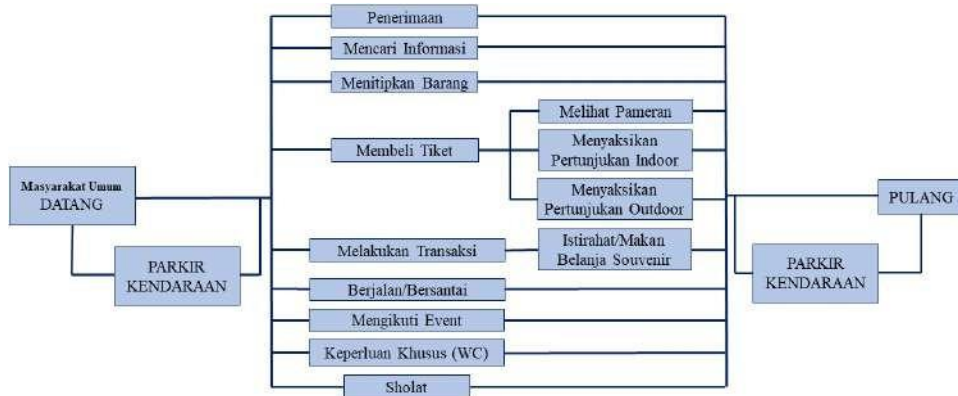 Penerimaan
Mencari Informasi
Menitipkan Barang
Melihat Pameran
Membeli Tiket
Menyaksikan
Pertunjukan Indoor
Masyarakat Umum
DATANG
Menyaksikan
Pertunjukan Outdoor
PULANG
PARKIR
KENDARAAN
Melakukan Transaksi
Istirahat/Makan
Belanja Souvenir
PARKIR
KENDARAAN
Berjalan/Bersantai
Mengikuti Event
Keperluan Khusus (WC)
Sholat